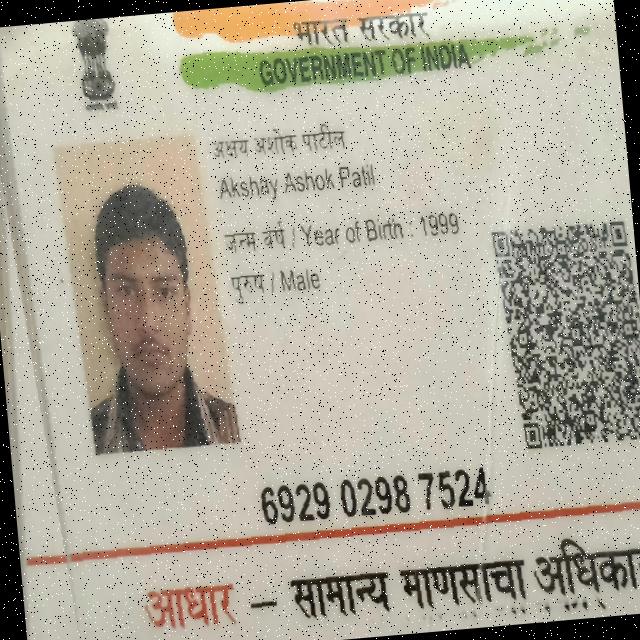 भारत सरकार
GOVERNMENT OF INDIA
अक्षय अशोक पाटील
Akshay Ashok Patil
जन्म वर्ष / Year of Birth : 1999
पुरुष / Male
6929 0298 7524
आधार – सामान्य माणसाचा अधिका